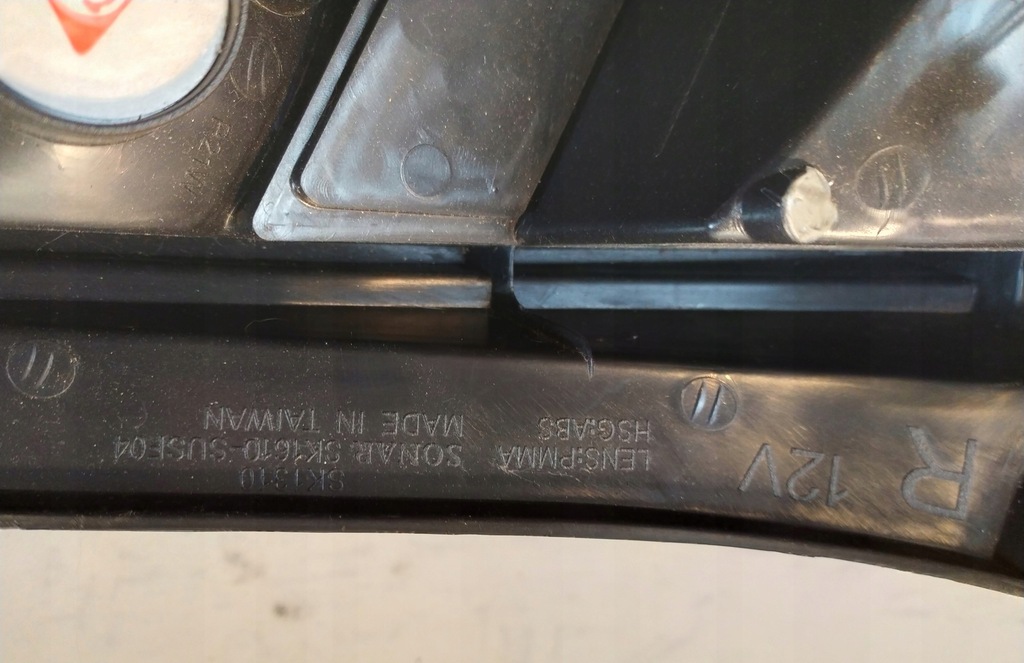 R 12V
LENS:PMMA
HSG:ABS
SK1310
SONAR SK1610-SUSE04
MADE IN TAIWAN